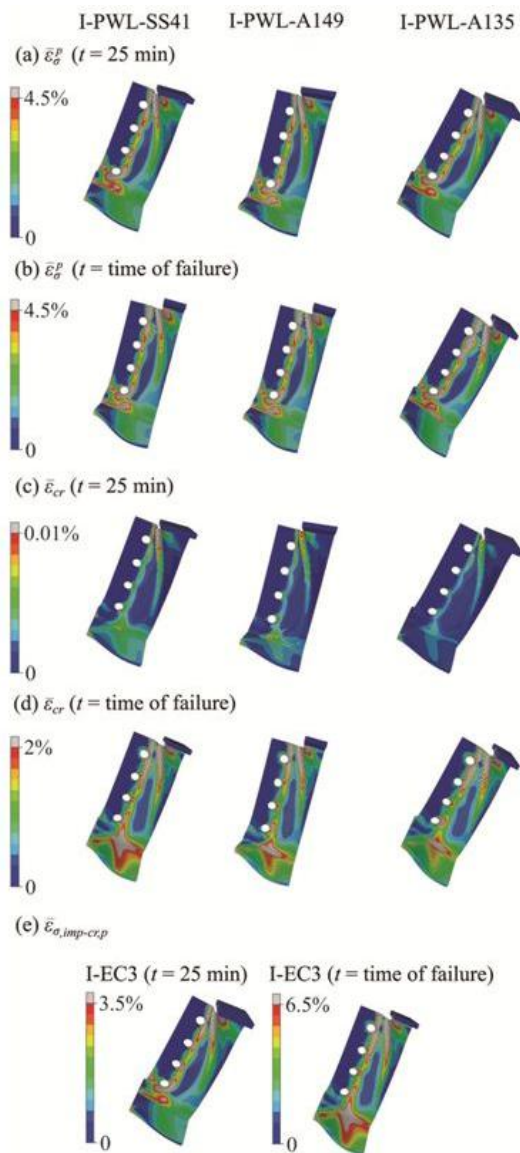 I-PWL-SS41 I-PWL-A149 I-PWL-A135
(a) ε̄σᵖ (t = 25 min)
4.5%
0
(b) ε̄σᵖ (t = time of failure)
4.5%
0
(c) ε̄cr (t = 25 min)
0.01%
0
(d) ε̄cr (t = time of failure)
2%
0
(e) ε̄σ,imp-cr,p
I-EC3 (t = 25 min) I-EC3 (t = time of failure)
3.5% 6.5%
0 0